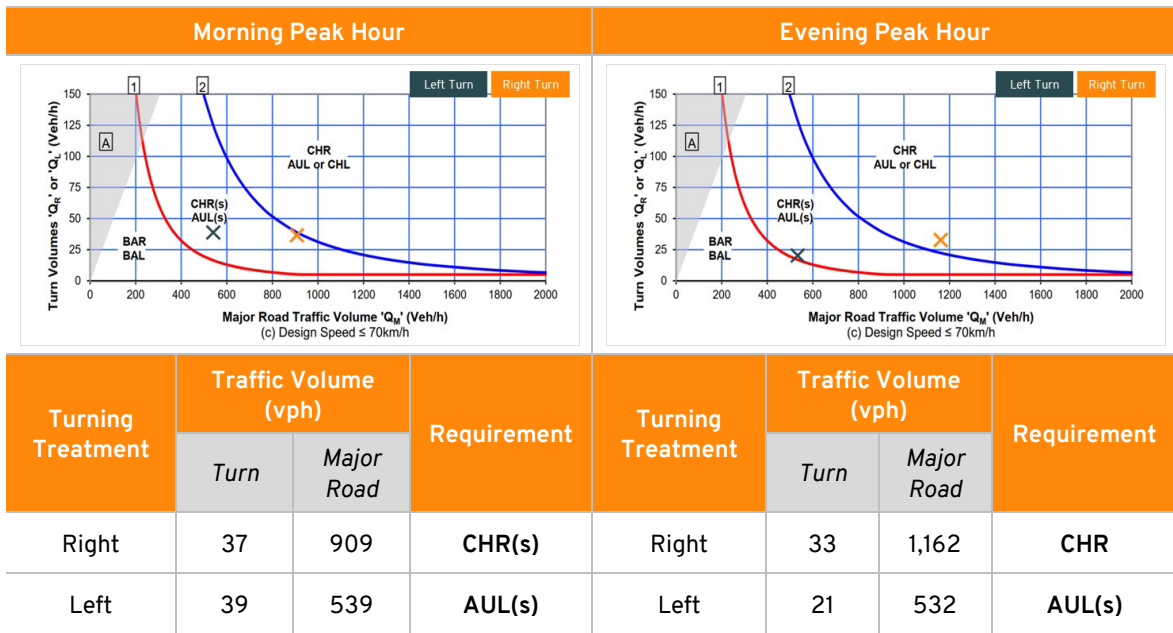 Morning Peak Hour
Left Turn
Right Turn
Turn Volumes 'QR' or 'QL' (Veh/h)
150
125
100
75
50
25
0
1
2
A
CHR
AUL or CHL
CHR(s)
AUL(s)
BAR
BAL
0 200 400 600 800 1000 1200 1400 1600 1800 2000
Major Road Traffic Volume 'QM' (Veh/h)
(c) Design Speed ≤ 70km/h
Evening Peak Hour
Left Turn
Right Turn
Turn Volumes 'QR' or 'QL' (Veh/h)
150
125
100
75
50
25
0
1
2
A
CHR
AUL or CHL
CHR(s)
AUL(s)
BAR
BAL
0 200 400 600 800 1000 1200 1400 1600 1800 2000
Major Road Traffic Volume 'QM' (Veh/h)
(c) Design Speed ≤ 70km/h
Turning
Treatment
Traffic Volume
(vph)
Turn
Major
Road
Requirement
Turning
Treatment
Traffic Volume
(vph)
Turn
Major
Road
Requirement
Right 37 909 CHR(s) Right 33 1,162 CHR
Left 39 539 AUL(s) Left 21 532 AUL(s)